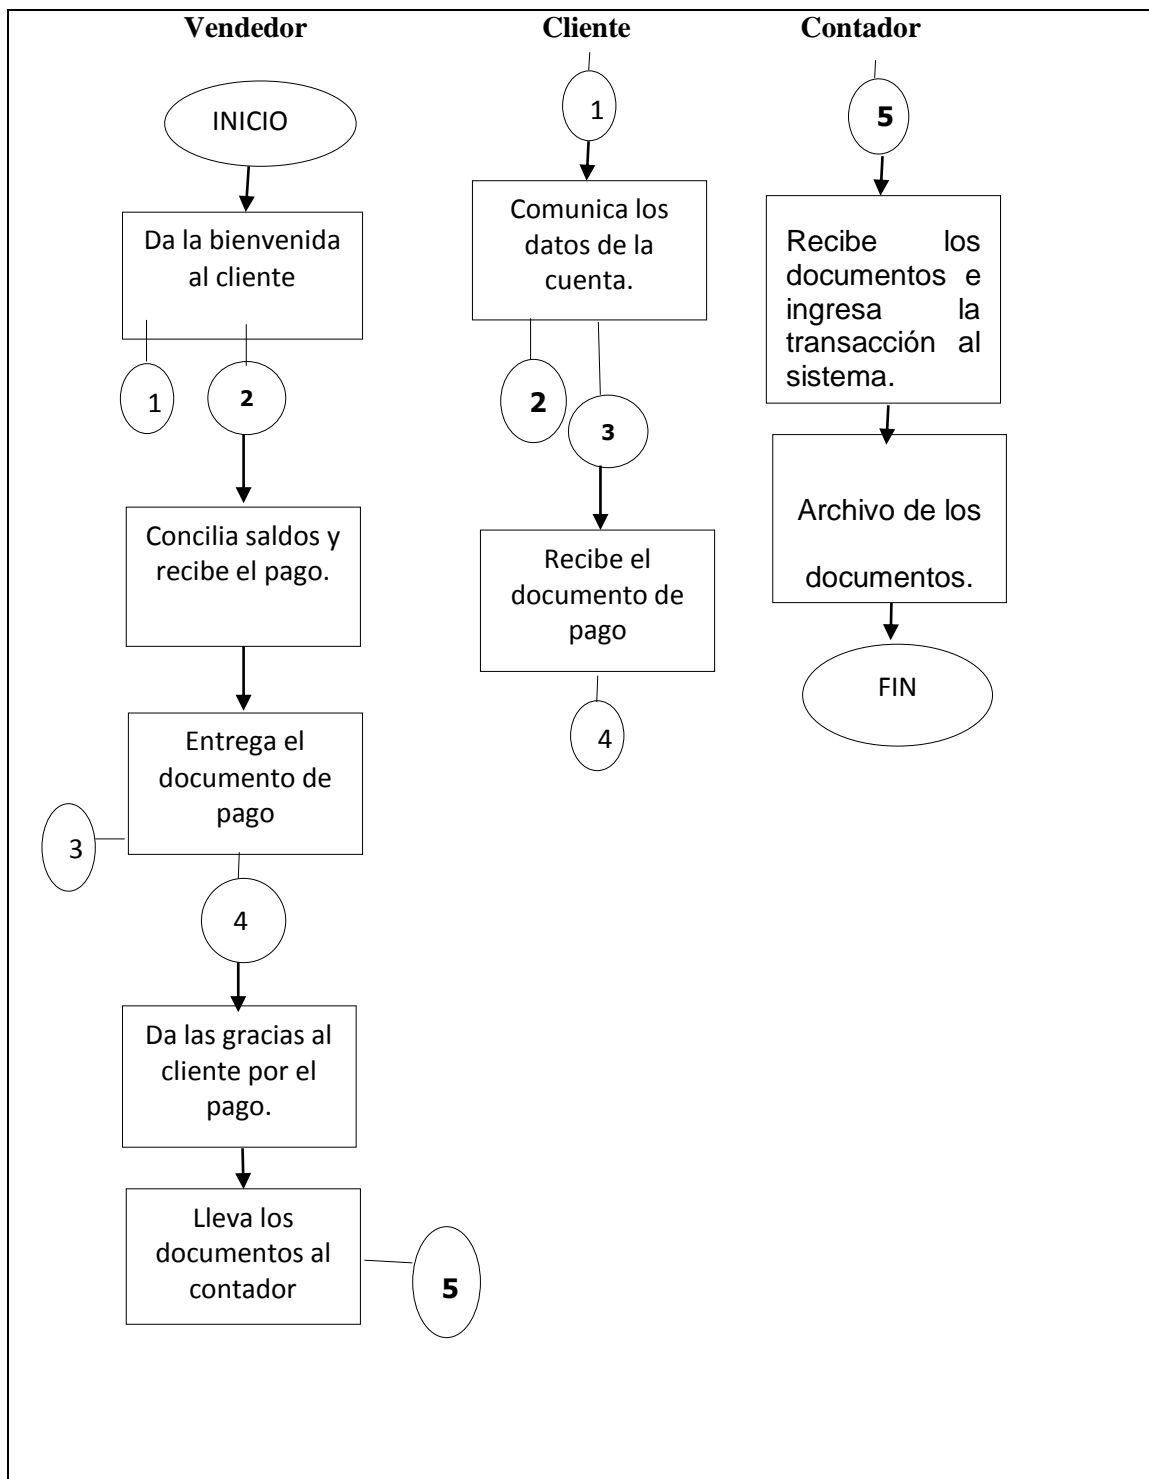 Vendedor
Cliente
Contador
INICIO
Da la bienvenida
al cliente
1
2
Concilia saldos y
recibe el pago.
Entrega el
documento de
pago
3
4
Da las gracias al
cliente por el
pago.
Lleva los
documentos al
contador
5
1
Comunica los
datos de la
cuenta.
2
3
Recibe el
documento de
pago
4
5
Recibe los
documentos e
ingresa la
transacción al
sistema.
Archivo de los
documentos.
FIN